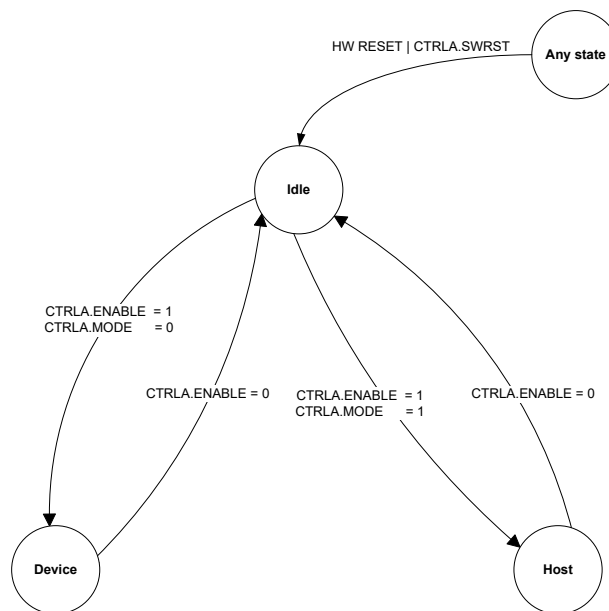 HW RESET | CTRLA.SWRST
Any state
Idle
CTRLA.ENABLE = 1
CTRLA.MODE = 0
CTRLA.ENABLE = 0
CTRLA.ENABLE = 1
CTRLA.MODE = 1
CTRLA.ENABLE = 0
Device
Host